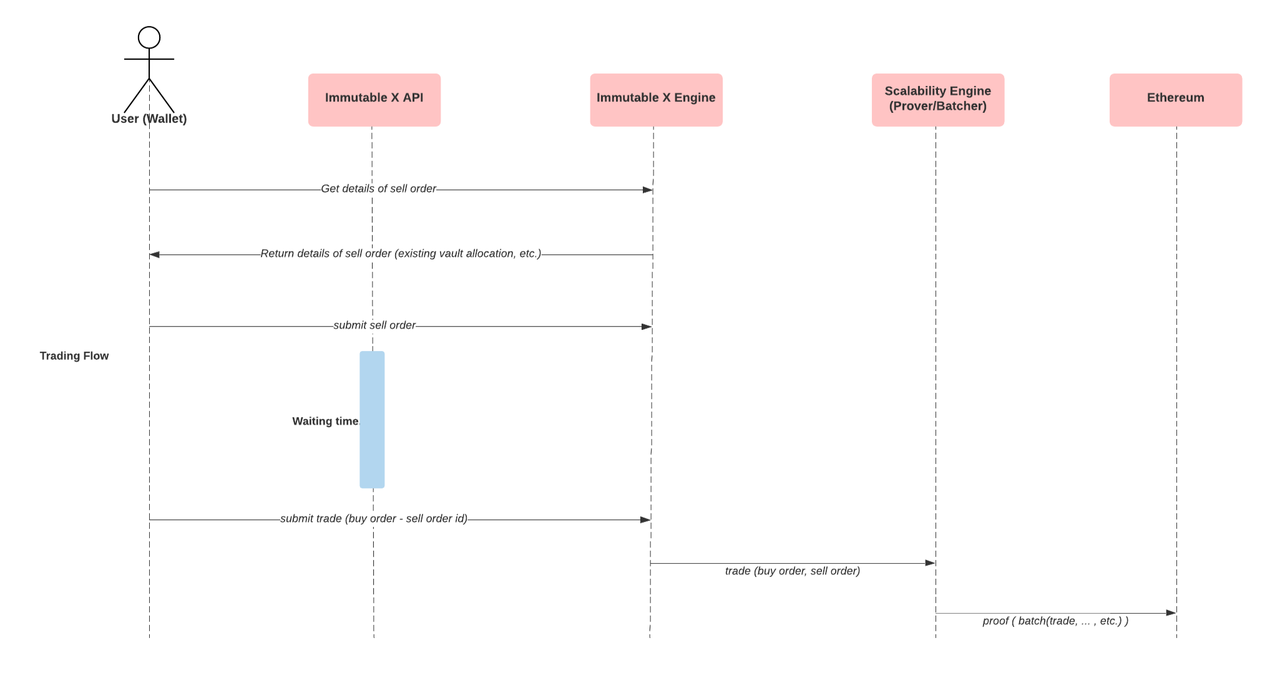 User (Wallet)
Immutable X API
Immutable X Engine
Scalability Engine
(Prover/Batcher)
Ethereum
Get details of sell order
Return details of sell order (existing vault allocation, etc.)
submit sell order
Trading Flow
Waiting time
submit trade (buy order - sell order id)
trade (buy order, sell order)
proof ( batch(trade, ... , etc.) )